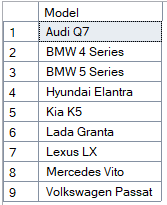 Model
1 Audi Q7
2 BMW 4 Series
3 BMW 5 Series
4 Hyundai Elantra
5 Kia K5
6 Lada Granta
7 Lexus LX
8 Mercedes Vito
9 Volkswagen Passat